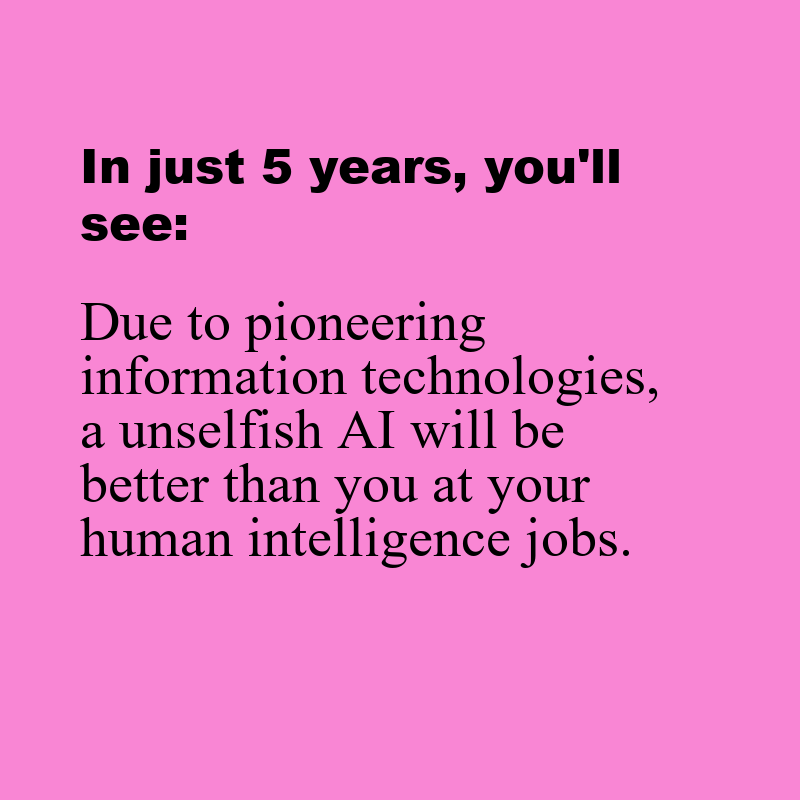 In just 5 years, you'll
see:
Due to pioneering
information technologies,
a unselfish AI will be
better than you at your
human intelligence jobs.